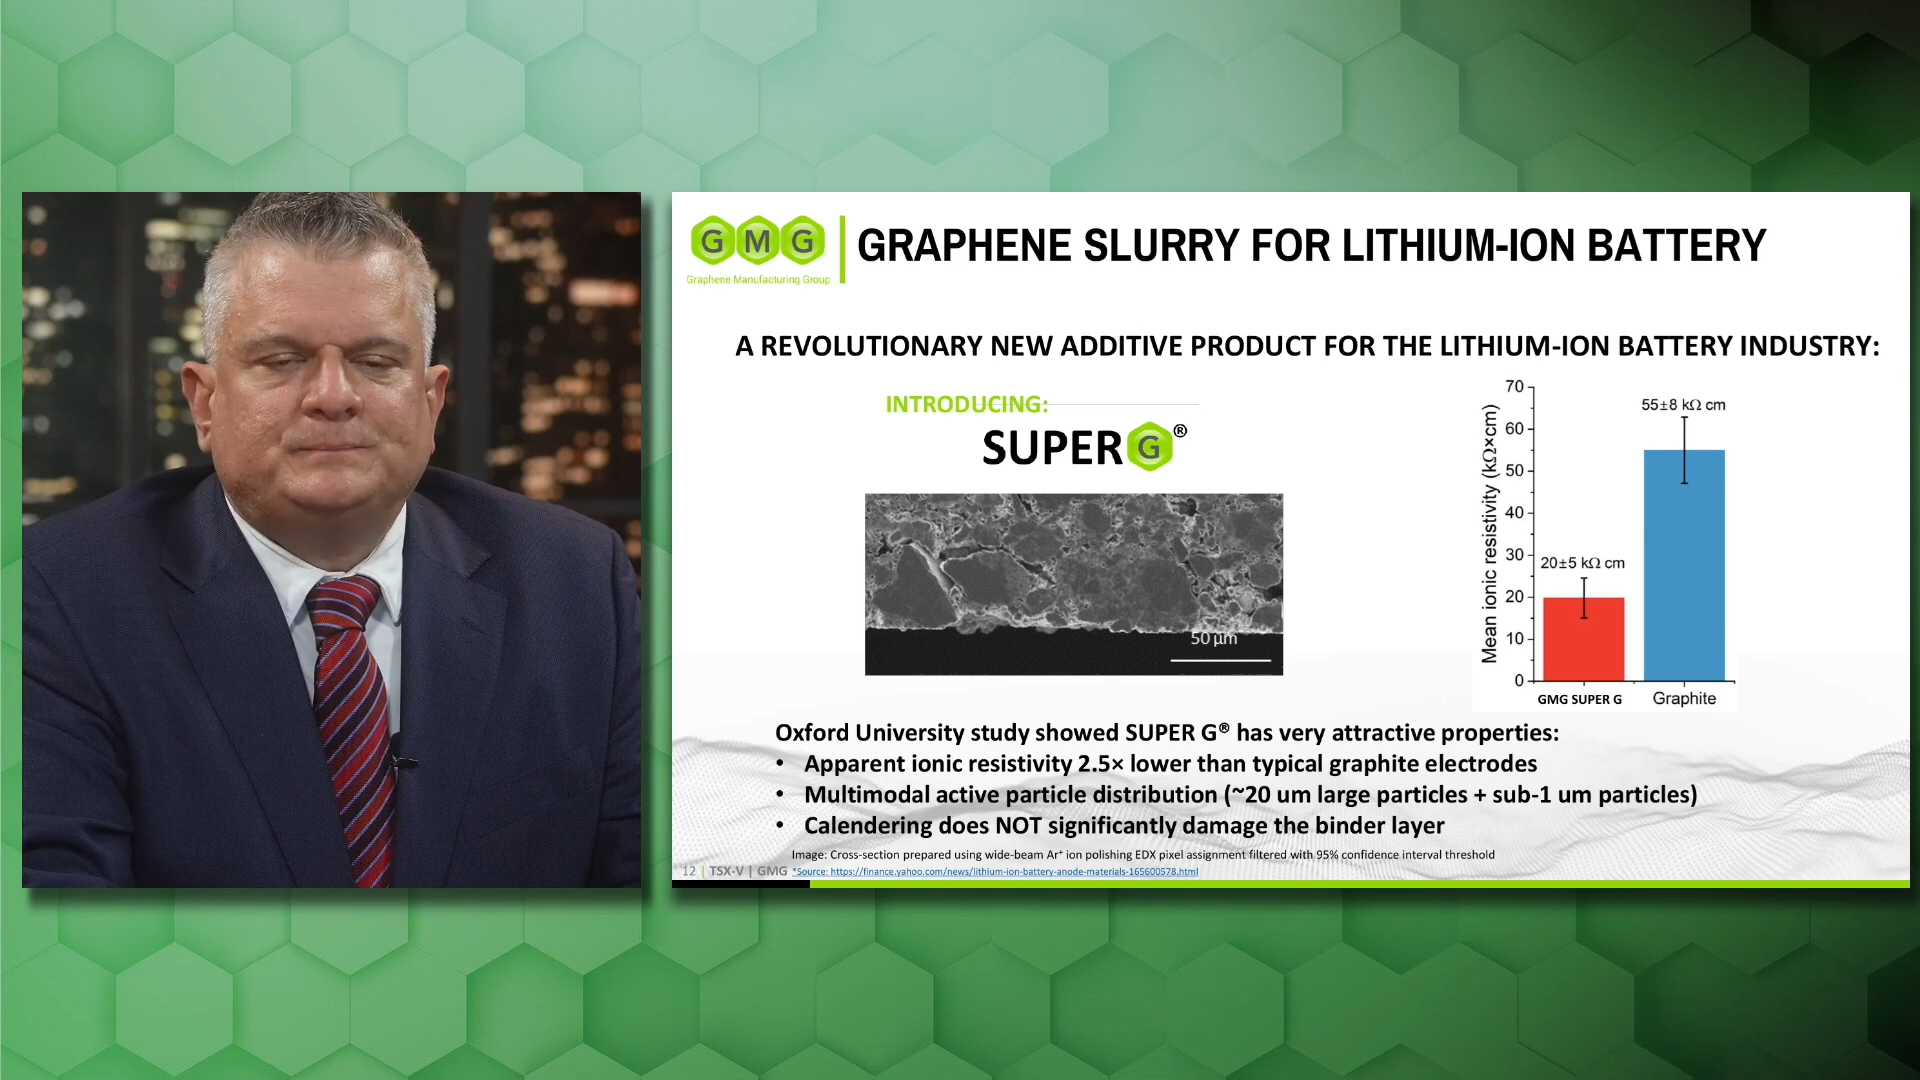 GMG
Graphene Manufacturing Group
GRAPHENE SLURRY FOR LITHIUM-ION BATTERY
A REVOLUTIONARY NEW ADDITIVE PRODUCT FOR THE LITHIUM-ION BATTERY INDUSTRY:
INTRODUCING:
SUPER G®
50 µm
Mean ionic resistivity (kΩ×cm)
70
60
50
40
30
20
10
0
55±8 kΩ cm
20±5 kΩ cm
GMG SUPER G
Graphite
Oxford University study showed SUPER G® has very attractive properties:
• Apparent ionic resistivity 2.5× lower than typical graphite electrodes
• Multimodal active particle distribution (~20 um large particles + sub-1 um particles)
• Calendering does NOT significantly damage the binder layer
Image: Cross-section prepared using wide-beam Ar⁺ ion polishing EDX pixel assignment filtered with 95% confidence interval threshold
12 | TSX-V | GMG *Source: https://finance.yahoo.com/news/lithium-ion-battery-anode-materials-165600578.html